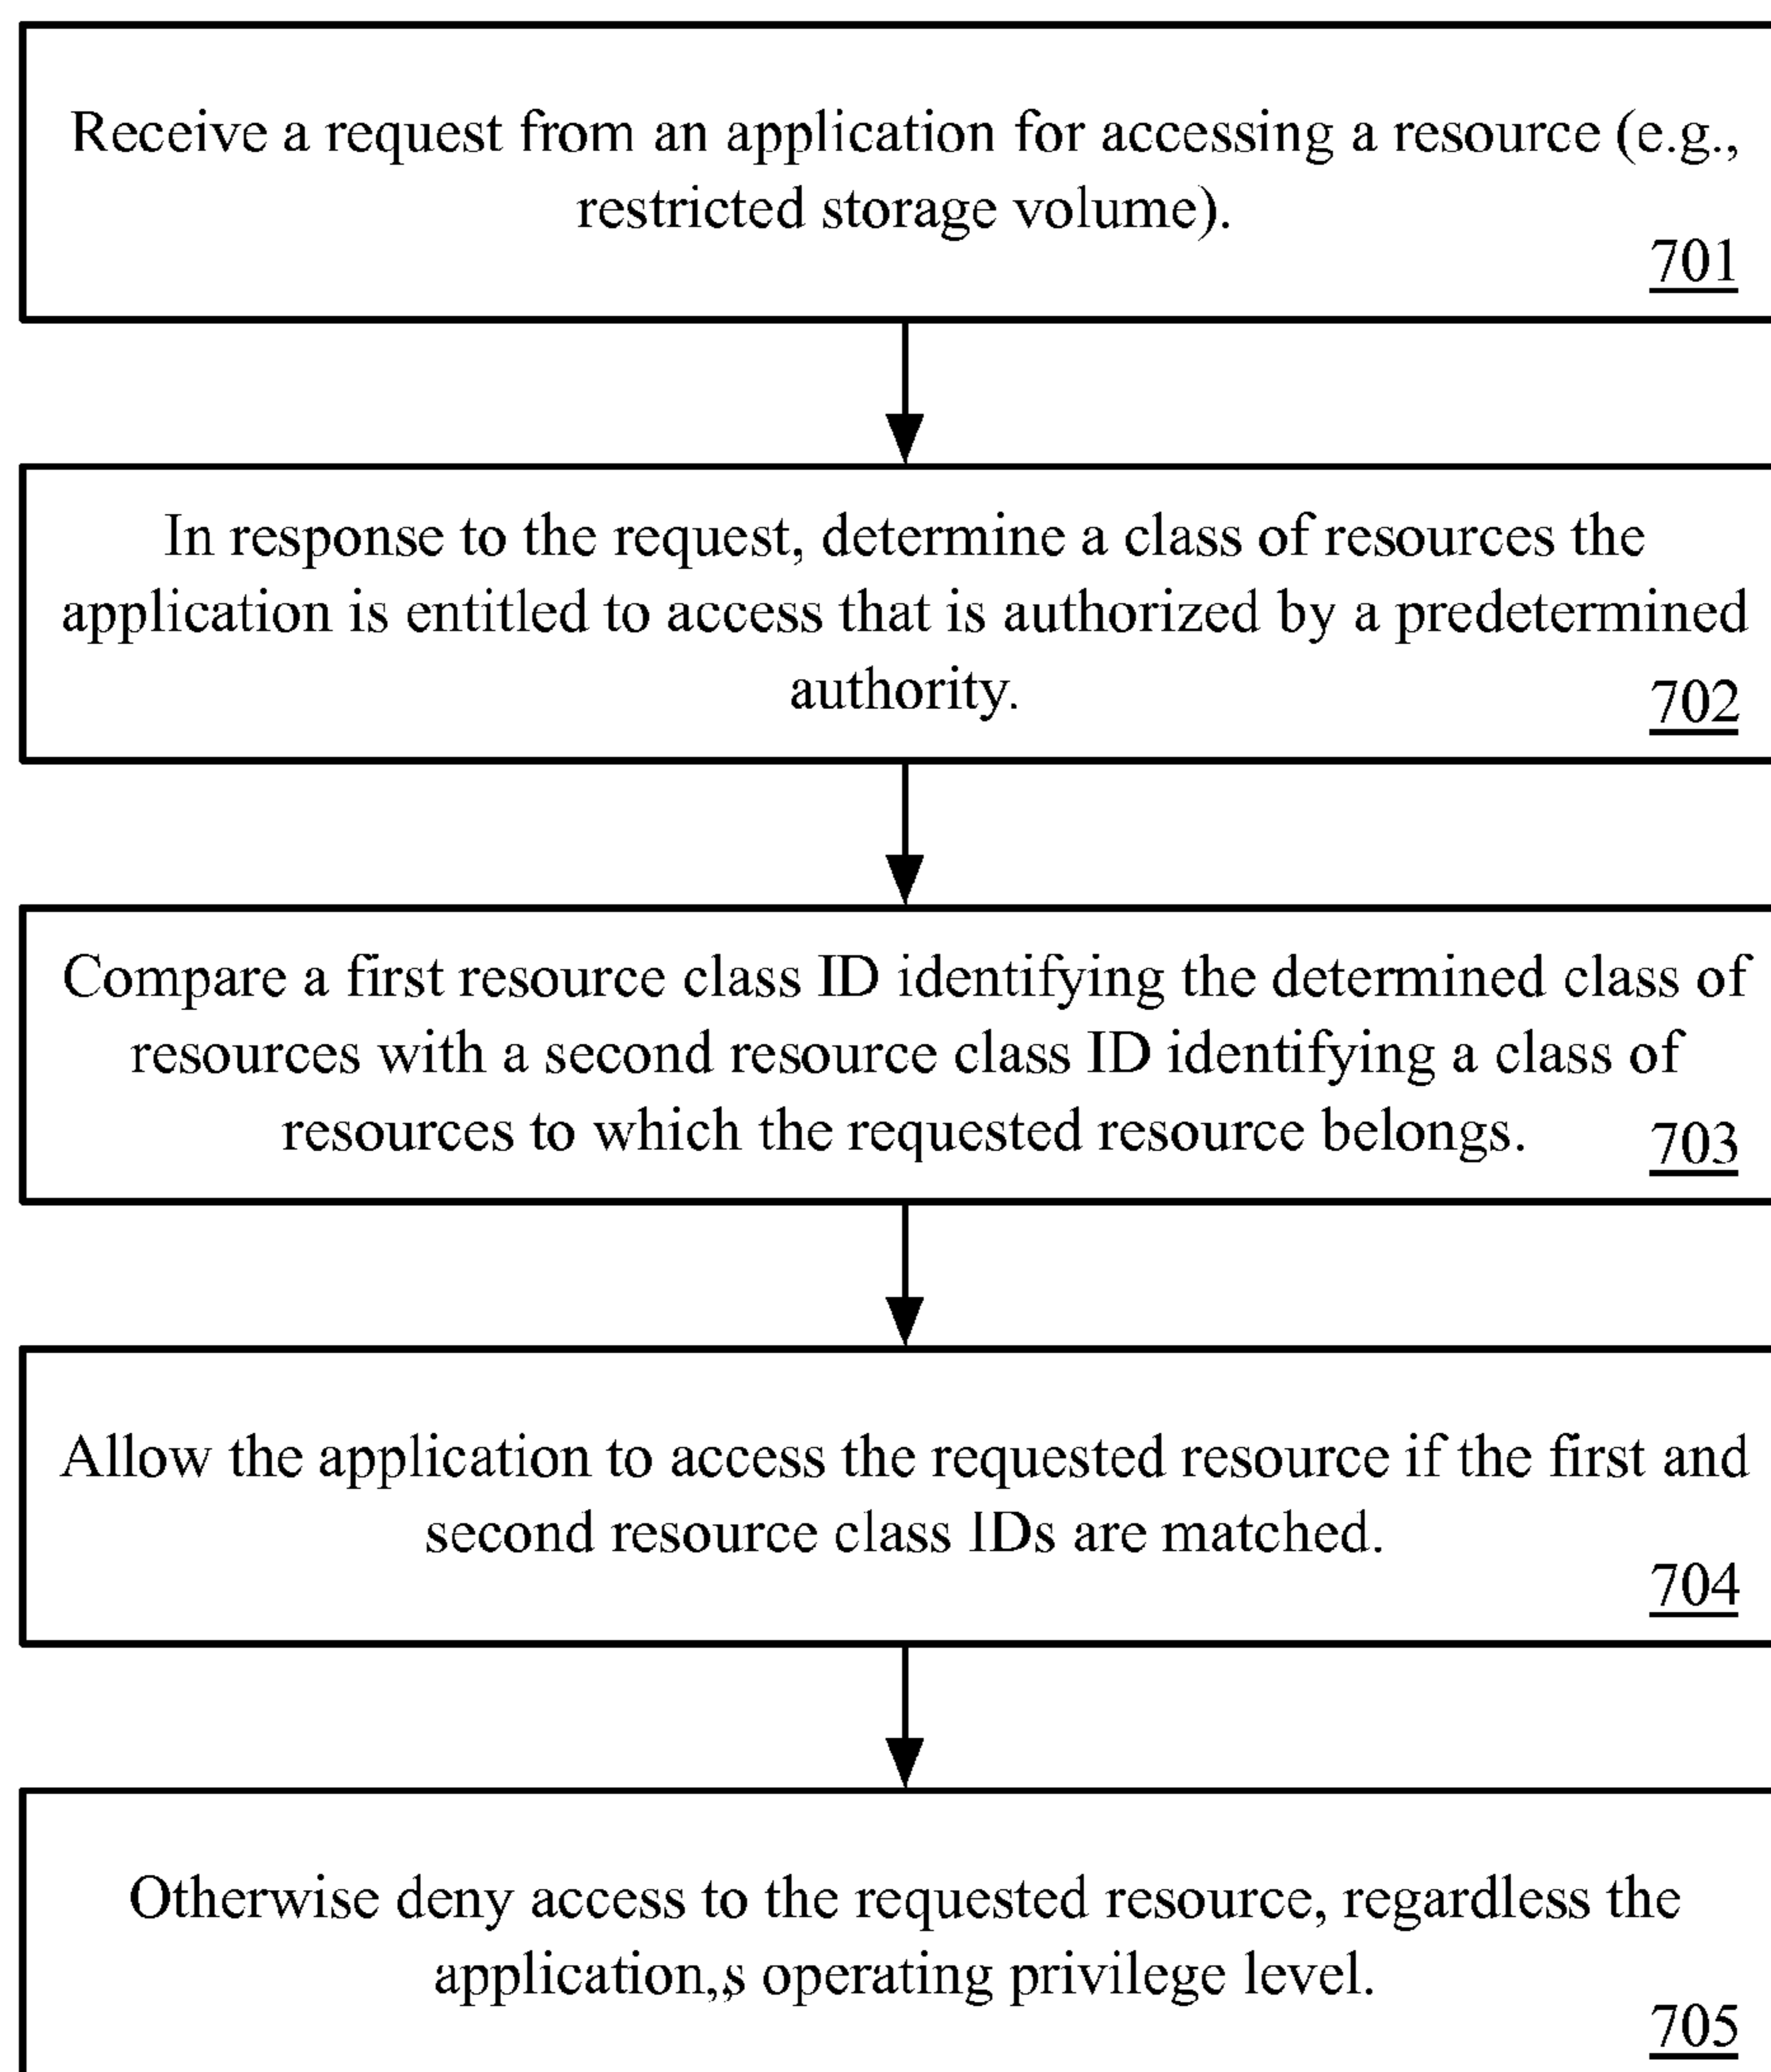 Receive a request from an application for accessing a resource (e.g.,
restricted storage volume).
701
In response to the request, determine a class of resources the
application is entitled to access that is authorized by a predetermined
authority.
702
Compare a first resource class ID identifying the determined class of
resources with a second resource class ID identifying a class of
resources to which the requested resource belongs.
703
Allow the application to access the requested resource if the first and
second resource class IDs are matched.
704
Otherwise deny access to the requested resource, regardless the
application,s operating privilege level.
705